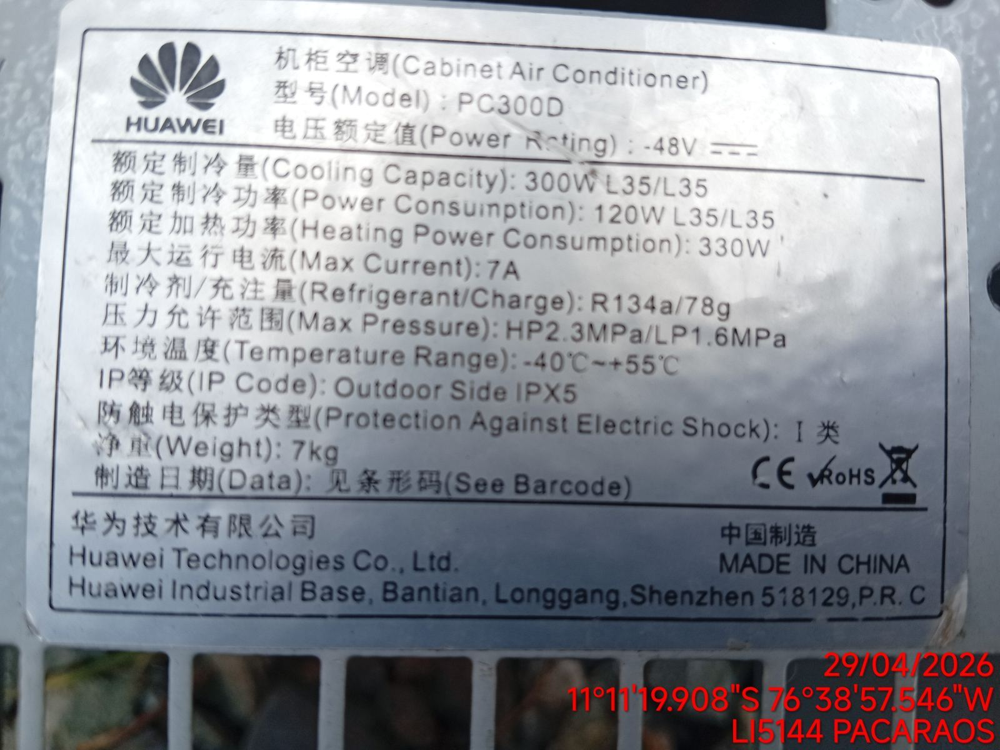 HUAWEI
机柜空调(Cabinet Air Conditioner)
型号(Model) : PC300D
电压额定值(Power Rating) : -48V
额定制冷量(Cooling Capacity): 300W L35/L35
额定制冷功率(Power Consumption): 120W L35/L35
额定加热功率(Heating Power Consumption): 330W
最大运行电流(Max Current): 7A
制冷剂/充注量(Refrigerant/Charge): R134a/78g
压力允许范围(Max Pressure): HP2.3MPa/LP1.6MPa
环境温度(Temperature Range): -40℃~+55℃
IP等级(IP Code): Outdoor Side IPX5
防触电保护类型(Protection Against Electric Shock): I 类
净重(Weight): 7kg
制造日期(Data): 见条形码(See Barcode)
CE RoHS
华为技术有限公司
Huawei Technologies Co., Ltd.
Huawei Industrial Base, Bantian, Longgang,Shenzhen 518129,P.R. C
中国制造
MADE IN CHINA
29/04/2026
11°11'19.908"S 76°38'57.546"W
LI5144 PACARAOS